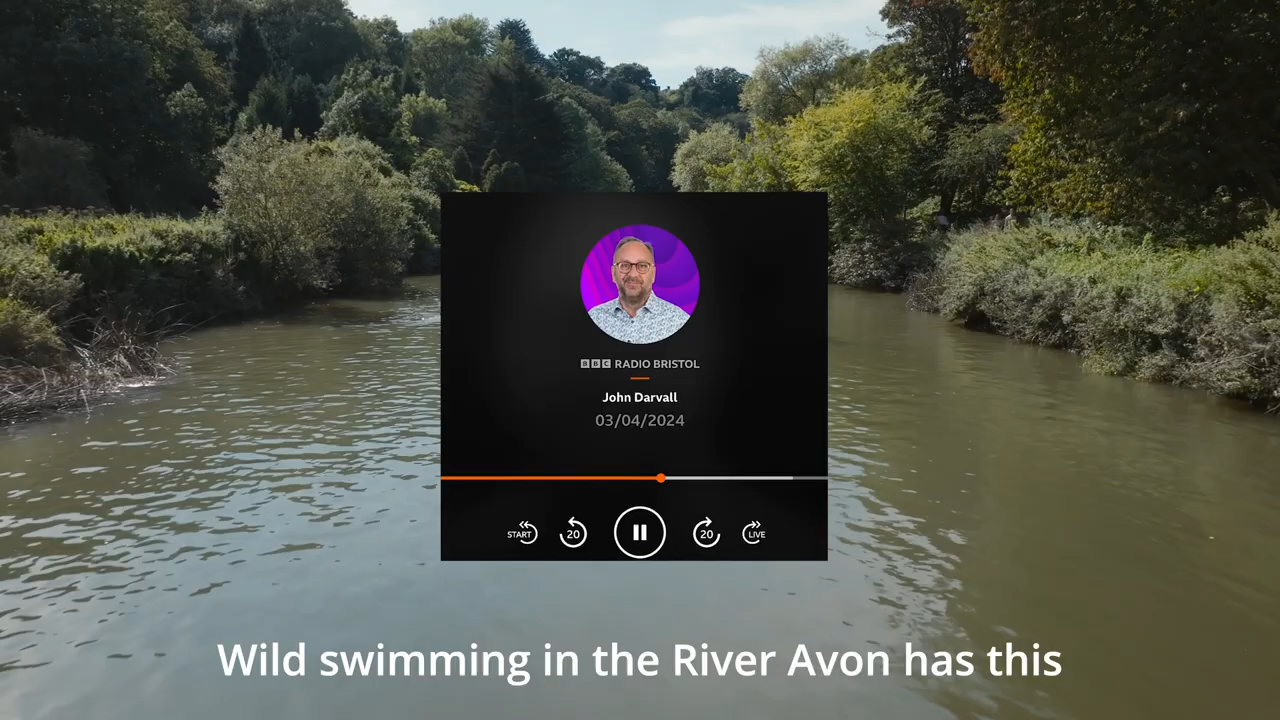 BBC RADIO BRISTOL
John Darvall
03/04/2024
START 20 20 LIVE
Wild swimming in the River Avon has this